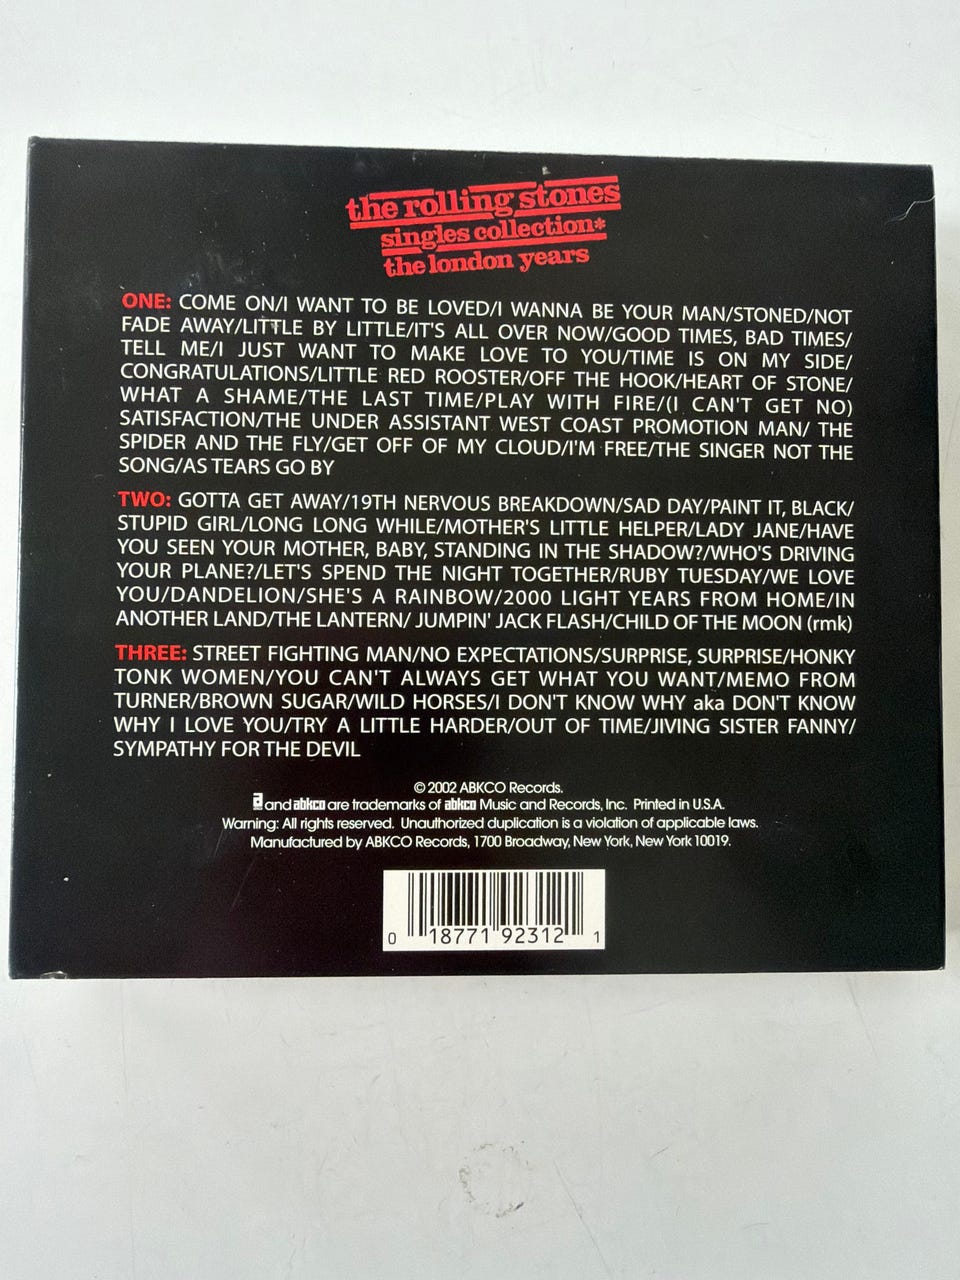 the rolling stones
singles collection*
the london years
ONE: COME ON/I WANT TO BE LOVED/I WANNA BE YOUR MAN/STONED/NOT
FADE AWAY/LITTLE BY LITTLE/IT'S ALL OVER NOW/GOOD TIMES, BAD TIMES/
TELL ME/I JUST WANT TO MAKE LOVE TO YOU/TIME IS ON MY SIDE/
CONGRATULATIONS/LITTLE RED ROOSTER/OFF THE HOOK/HEART OF STONE/
WHAT A SHAME/THE LAST TIME/PLAY WITH FIRE/(I CAN'T GET NO)
SATISFACTION/THE UNDER ASSISTANT WEST COAST PROMOTION MAN/ THE
SPIDER AND THE FLY/GET OFF OF MY CLOUD/I'M FREE/THE SINGER NOT THE
SONG/AS TEARS GO BY
TWO: GOTTA GET AWAY/19TH NERVOUS BREAKDOWN/SAD DAY/PAINT IT, BLACK/
STUPID GIRL/LONG LONG WHILE/MOTHER'S LITTLE HELPER/LADY JANE/HAVE
YOU SEEN YOUR MOTHER, BABY, STANDING IN THE SHADOW?/WHO'S DRIVING
YOUR PLANE?/LET'S SPEND THE NIGHT TOGETHER/RUBY TUESDAY/WE LOVE
YOU/DANDELION/SHE'S A RAINBOW/2000 LIGHT YEARS FROM HOME/IN
ANOTHER LAND/THE LANTERN/ JUMPIN' JACK FLASH/CHILD OF THE MOON (rmk)
THREE: STREET FIGHTING MAN/NO EXPECTATIONS/SURPRISE, SURPRISE/HONKY
TONK WOMEN/YOU CAN'T ALWAYS GET WHAT YOU WANT/MEMO FROM
TURNER/BROWN SUGAR/WILD HORSES/I DON'T KNOW WHY aka DON'T KNOW
WHY I LOVE YOU/TRY A LITTLE HARDER/OUT OF TIME/JIVING SISTER FANNY/
SYMPATHY FOR THE DEVIL
© 2002 ABKCO Records.
a and abkco are trademarks of abkco Music and Records, Inc. Printed in U.S.A.
Warning: All rights reserved. Unauthorized duplication is a violation of applicable laws.
Manufactured by ABKCO Records, 1700 Broadway, New York, New York 10019.
0 18771 92312 1